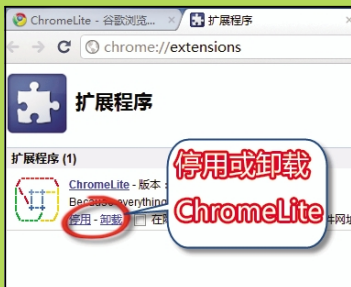 ChromeLite - 谷歌浏览...
扩展程序
chrome://extensions
扩展程序
扩展程序 (1)
ChromeLite - 版本：
Because everything
停用 - 卸载
停用或卸载
ChromeLite